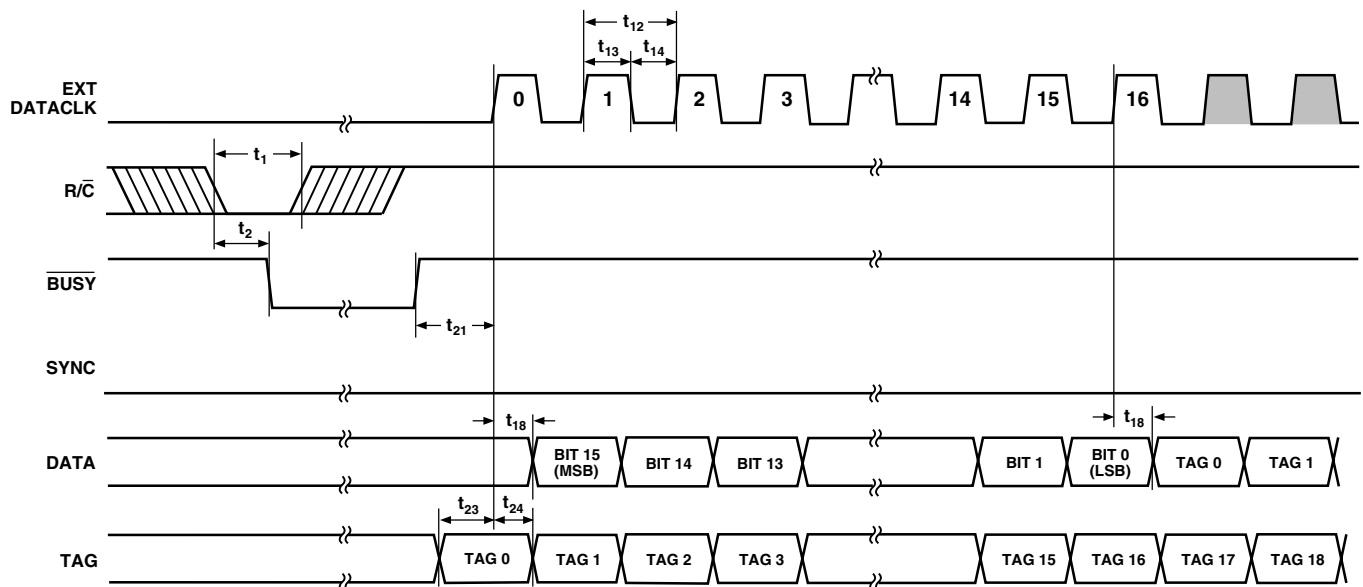 t12
t13 t14
EXT
DATACLK
0 1 2 3 14 15 16
t1
R/C̅
t2
B̅U̅S̅Y̅
t21
SYNC
t18 t18
DATA
BIT 15
(MSB)
BIT 14 BIT 13 BIT 1
BIT 0
(LSB)
TAG 0 TAG 1
t23 t24
TAG
TAG 0 TAG 1 TAG 2 TAG 3 TAG 15 TAG 16 TAG 17 TAG 18